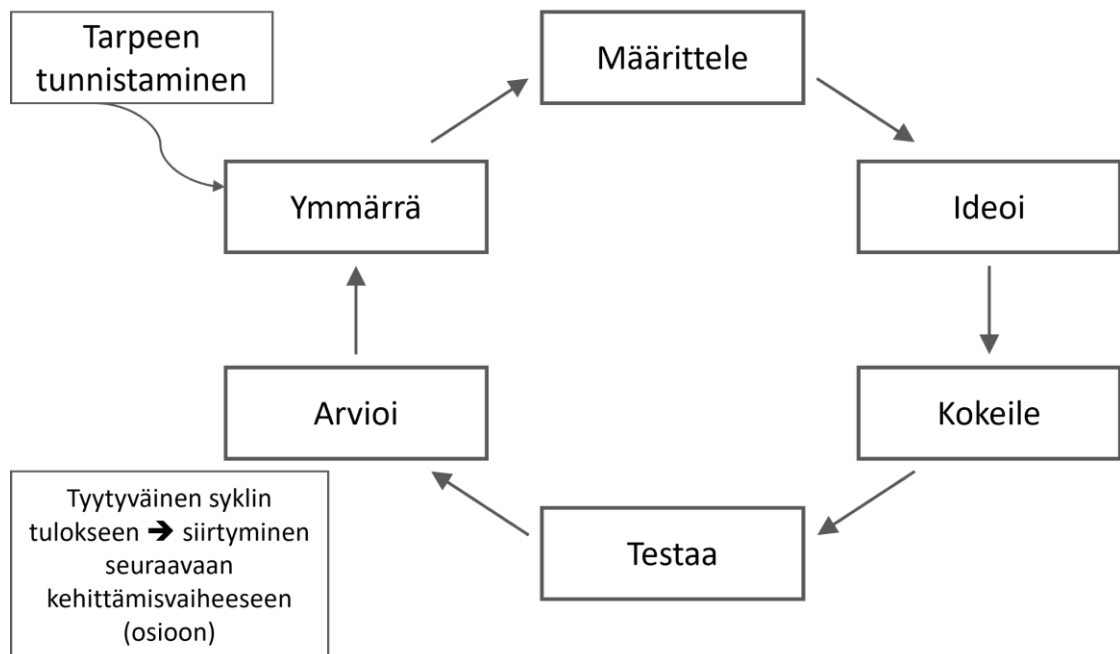 Tarpeen
tunnistaminen
Määrittele
Ymmärrä
Ideoi
Arvioi
Kokeile
Testaa
Tyytyväinen syklin
tulokseen ➔ siirtyminen
seuraavaan
kehittämisvaiheeseen
(osioon)